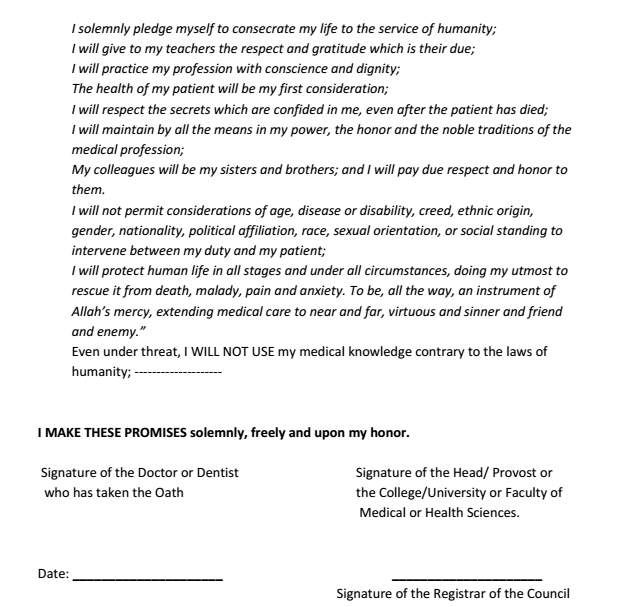 I solemnly pledge myself to consecrate my life to the service of humanity;
I will give to my teachers the respect and gratitude which is their due;
I will practice my profession with conscience and dignity;
The health of my patient will be my first consideration;
I will respect the secrets which are confided in me, even after the patient has died;
I will maintain by all the means in my power, the honor and the noble traditions of the
medical profession;
My colleagues will be my sisters and brothers; and I will pay due respect and honor to
them.
I will not permit considerations of age, disease or disability, creed, ethnic origin,
gender, nationality, political affiliation, race, sexual orientation, or social standing to
intervene between my duty and my patient;
I will protect human life in all stages and under all circumstances, doing my utmost to
rescue it from death, malady, pain and anxiety. To be, all the way, an instrument of
Allah’s mercy, extending medical care to near and far, virtuous and sinner and friend
and enemy.”
Even under threat, I WILL NOT USE my medical knowledge contrary to the laws of
humanity; --------------------
I MAKE THESE PROMISES solemnly, freely and upon my honor.
Signature of the Doctor or Dentist
who has taken the Oath
Signature of the Head/ Provost or
the College/University or Faculty of
Medical or Health Sciences.
Date: _____________________
_____________________
Signature of the Registrar of the Council